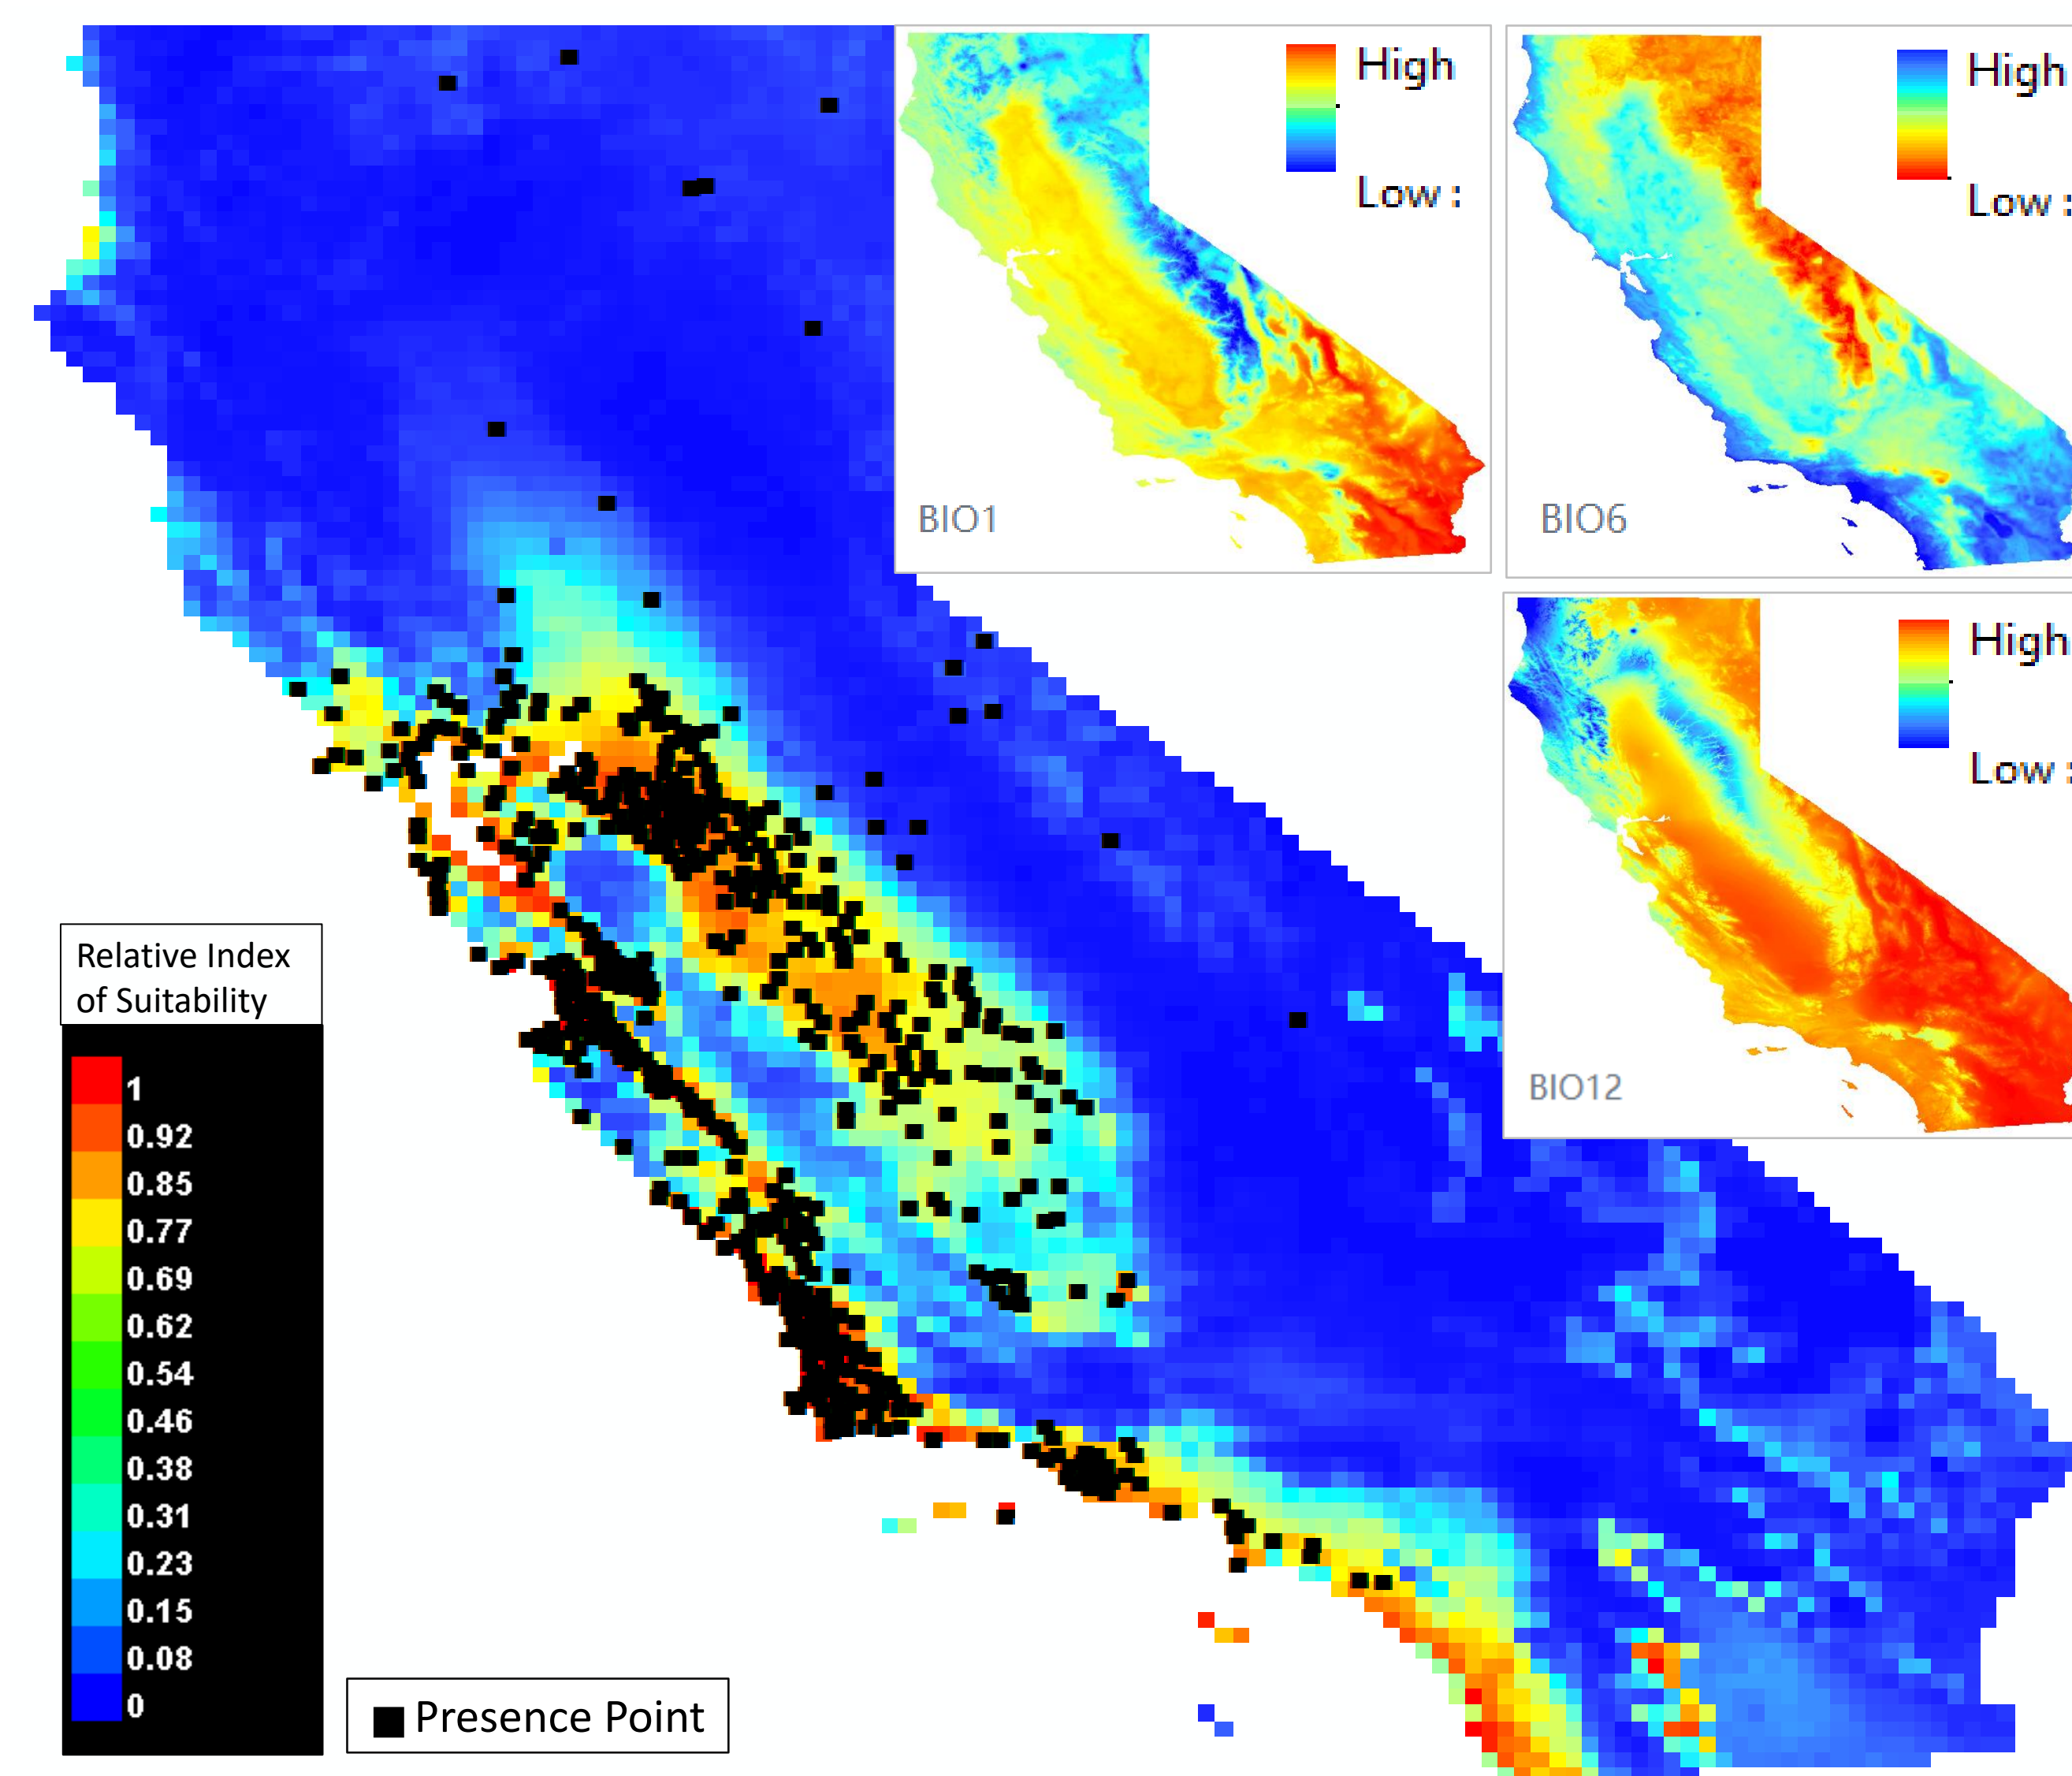 High
Low :
BIO1
High
Low :
BIO6
High
Low :
BIO12
Relative Index
of Suitability
1
0.92
0.85
0.77
0.69
0.62
0.54
0.46
0.38
0.31
0.23
0.15
0.08
0
Presence Point